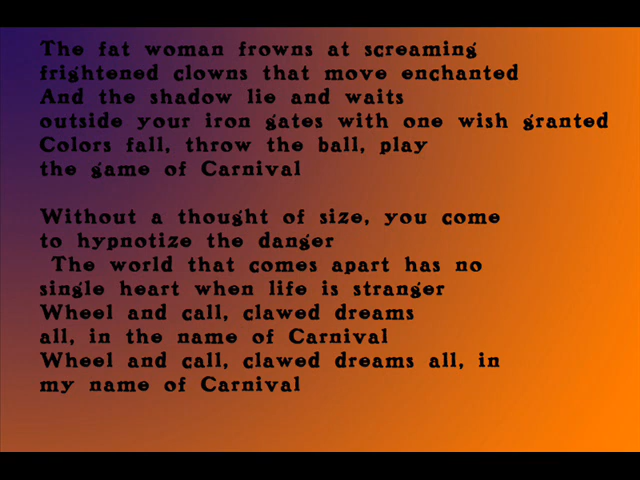 The fat woman frowns at screaming
frightened clowns that move enchanted
And the shadow lie and waits
outside your iron gates with one wish granted
Colors fall, throw the ball, play
the game of Carnival
Without a thought of size, you come
to hypnotize the danger
The world that comes apart has no
single heart when life is stranger
Wheel and call, clawed dreams
all, in the name of Carnival
Wheel and call, clawed dreams all, in
my name of Carnival